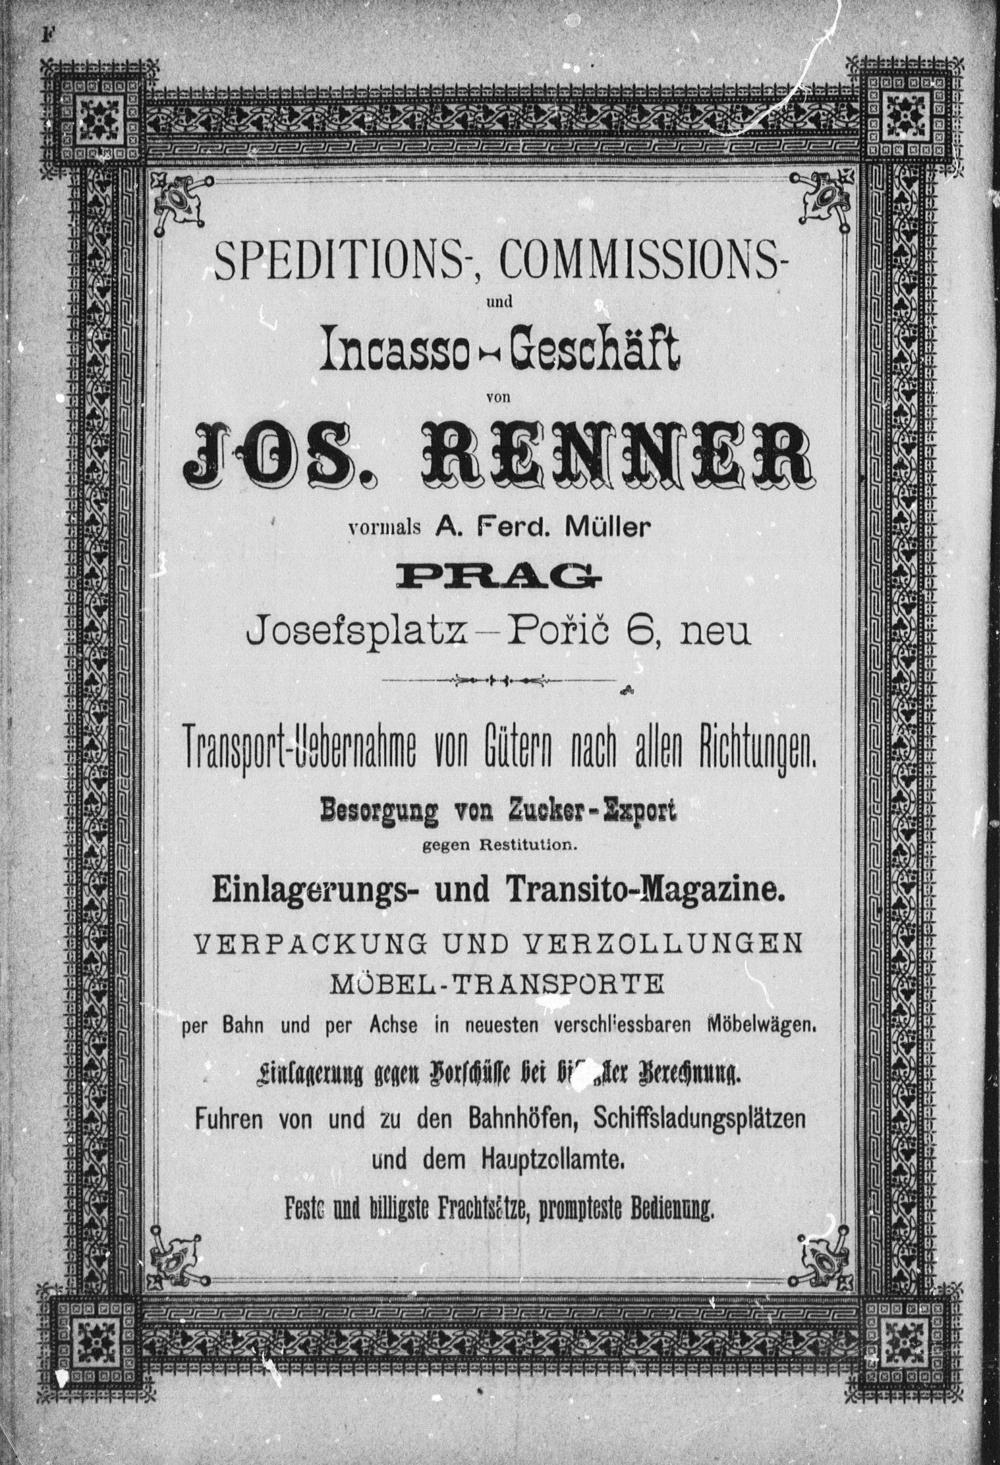 F
SPEDITIONS-, COMMISSIONS-
und
Incasso-Geschäft
von
JOS. RENNER
vormals A. Ferd. Müller
PRAG
Josefsplatz—Pořič 6, neu
Transport-Uebernahme von Gütern nach allen Richtungen.
Besorgung von Zucker-Export
gegen Restitution.
Einlagerungs- und Transito-Magazine.
VERPACKUNG UND VERZOLLUNGEN
MÖBEL-TRANSPORTE
per Bahn und per Achse in neuesten verschliessbaren Möbelwägen.
Einlagerung gegen Vorschüsse bei Berechnung.
Fuhren von und zu den Bahnhöfen, Schiffsladungsplätzen
und dem Hauptzollamte.
Feste und billigste Frachtsätze, prompteste Bedienung.